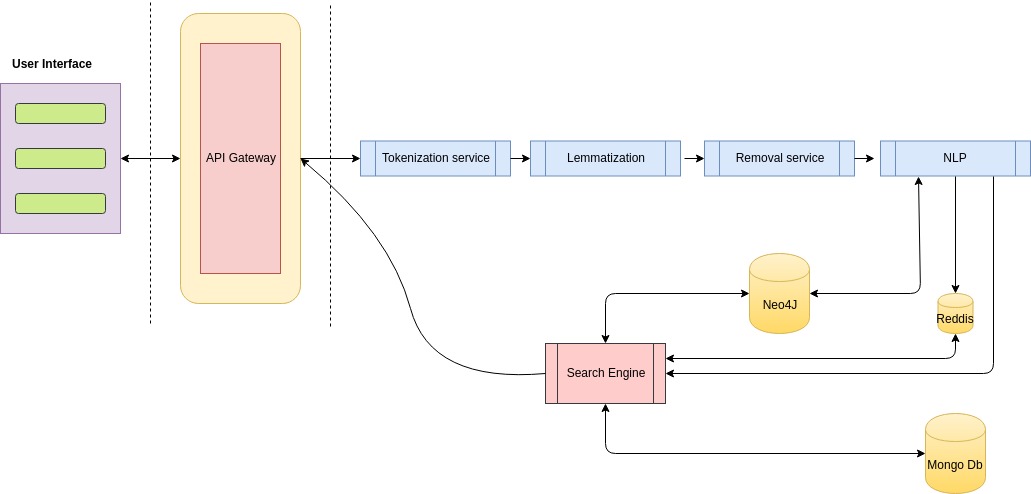 User Interface
API Gateway
Tokenization service
Lemmatization
Removal service
NLP
Neo4J
Reddis
Search Engine
Mongo Db